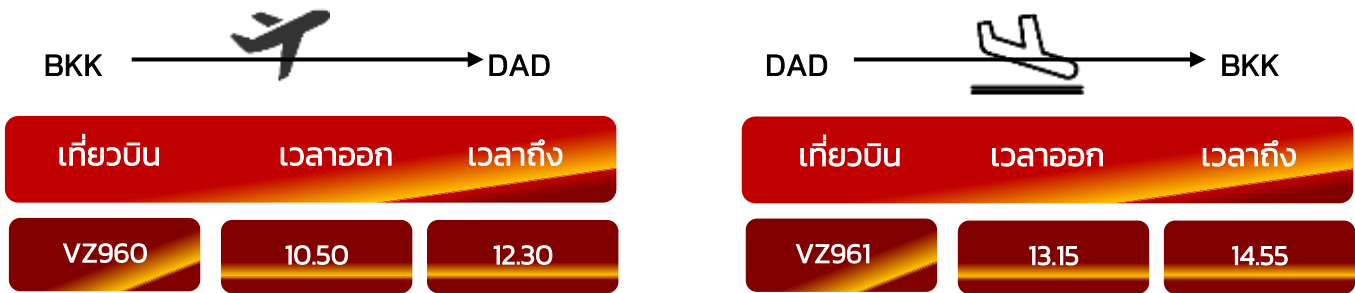 BKK DAD
เที่ยวบิน เวลาออก เวลาถึง
VZ960 10.50 12.30
DAD BKK
เที่ยวบิน เวลาออก เวลาถึง
VZ961 13.15 14.55